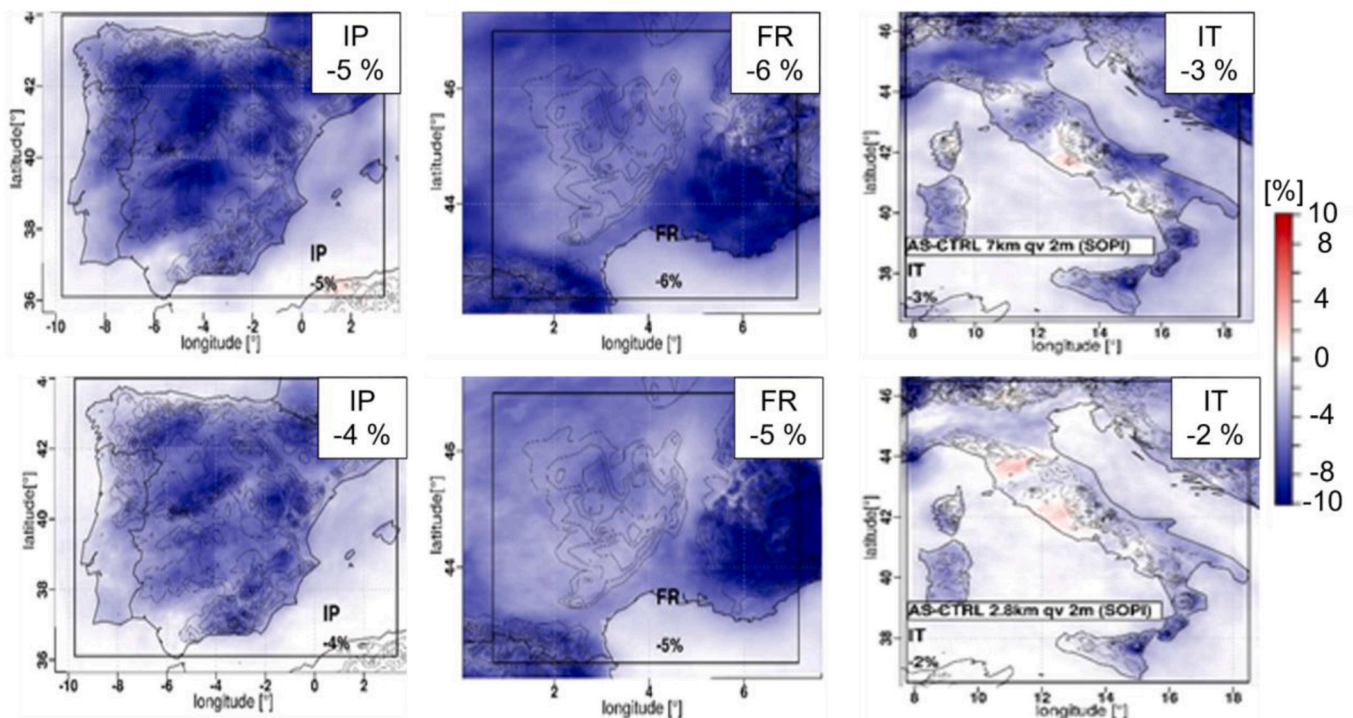 IP
-5 %
FR
-6 %
IT
-3 %
latitude[°]
42
40
38
36
IP
-5%
-10 -8 -6 -4 -2 0 2
longitude [°]
latitude[°]
46
44
FR
-6%
2 4 6
longitude [°]
latitude[°]
46
44
42
40
38
AS-CTRL 7km qv 2m (SOPI)
IT
-3%
8 10 12 14 16 18
longitude [°]
[%]
10
8
4
0
-4
-8
-10
IP
-4 %
FR
-5 %
IT
-2 %
latitude[°]
42
40
38
36
IP
-4%
-10 -8 -6 -4 -2 0 2
longitude [°]
latitude[°]
46
44
FR
-5%
2 4 6
longitude [°]
latitude[°]
46
44
42
40
38
AS-CTRL 2.8km qv 2m (SOPI)
IT
-2%
8 10 12 14 16 18
longitude [°]